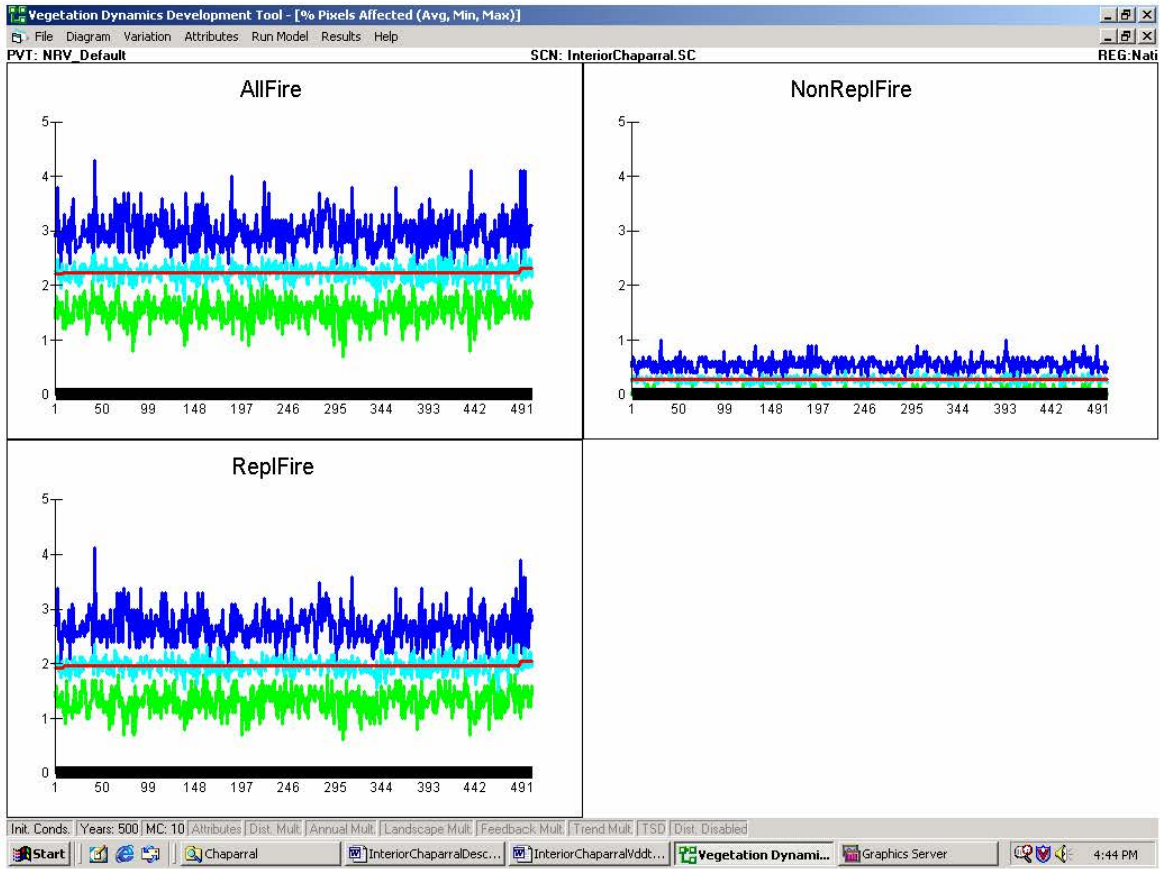 Vegetation Dynamics Development Tool - [% Pixels Affected (Avg, Min, Max)]
File Diagram Variation Attributes Run Model Results Help
PVT: NRV_Default SCN: InteriorChaparral.SC REG:Nati
AllFire
5
4
3
2
1
0
1 50 99 148 197 246 295 344 393 442 491
NonReplFire
5
4
3
2
1
0
1 50 99 148 197 246 295 344 393 442 491
ReplFire
5
4
3
2
1
0
1 50 99 148 197 246 295 344 393 442 491
Init. Conds. Years: 500 MC: 10 Attributes Dist. Mult Annual Mult. Landscape Mult. Feedback Mult. Trend Mult. TSD Dist. Disabled
Start Chaparral InteriorChaparralDesc... InteriorChaparralVddt... Vegetation Dynami... Graphics Server 4:44 PM